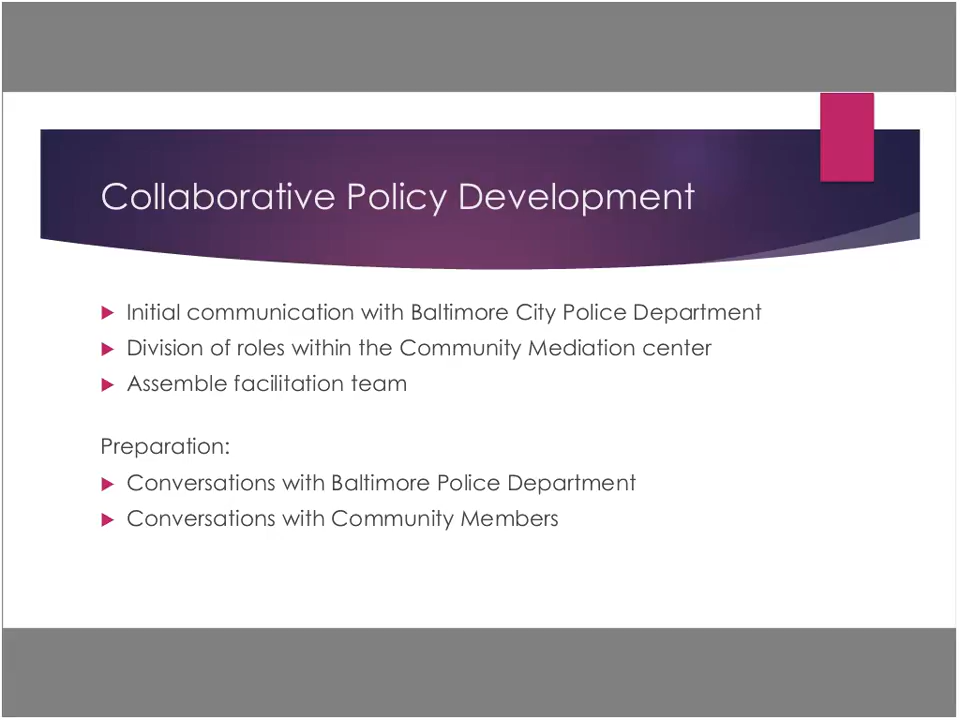 Collaborative Policy Development
Initial communication with Baltimore City Police Department
Division of roles within the Community Mediation center
Assemble facilitation team
Preparation:
Conversations with Baltimore Police Department
Conversations with Community Members